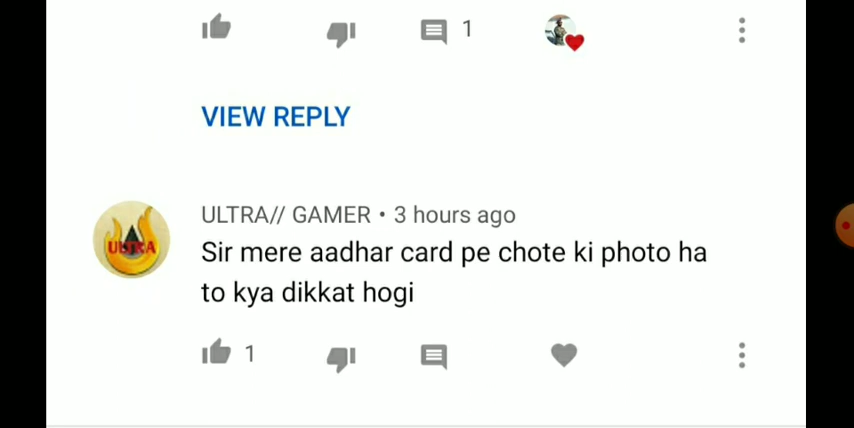 1
VIEW REPLY
ULTRA// GAMER • 3 hours ago
ULTRA
Sir mere aadhar card pe chote ki photo ha
to kya dikkat hogi
1